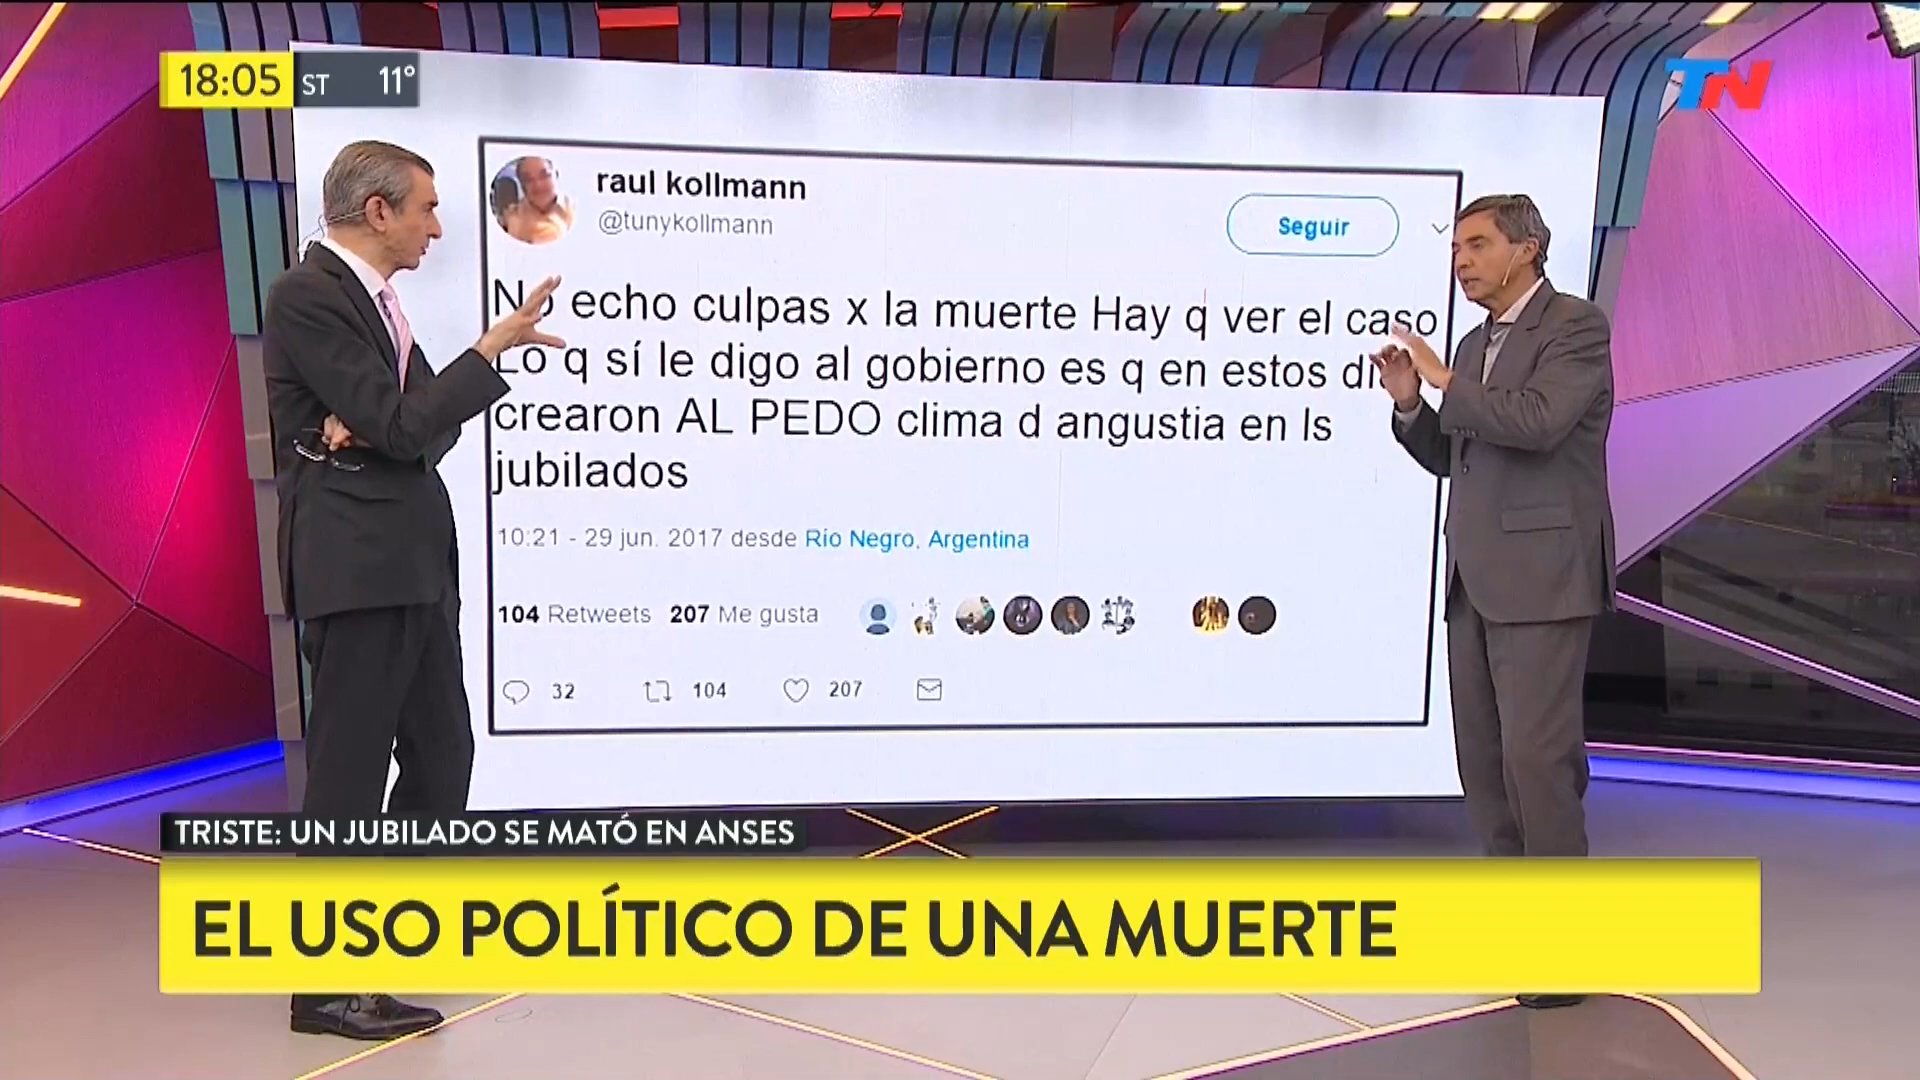 18:05 ST 11°
TN
raul kollmann
@tunykollmann
Seguir
No echo culpas x la muerte Hay q ver el caso
Lo q sí le digo al gobierno es q en estos
crearon AL PEDO clima d angustia en ls
jubilados
10:21 - 29 jun. 2017 desde Río Negro, Argentina
104 Retweets 207 Me gusta
32 104 207
TRISTE: UN JUBILADO SE MATÓ EN ANSES
EL USO POLÍTICO DE UNA MUERTE